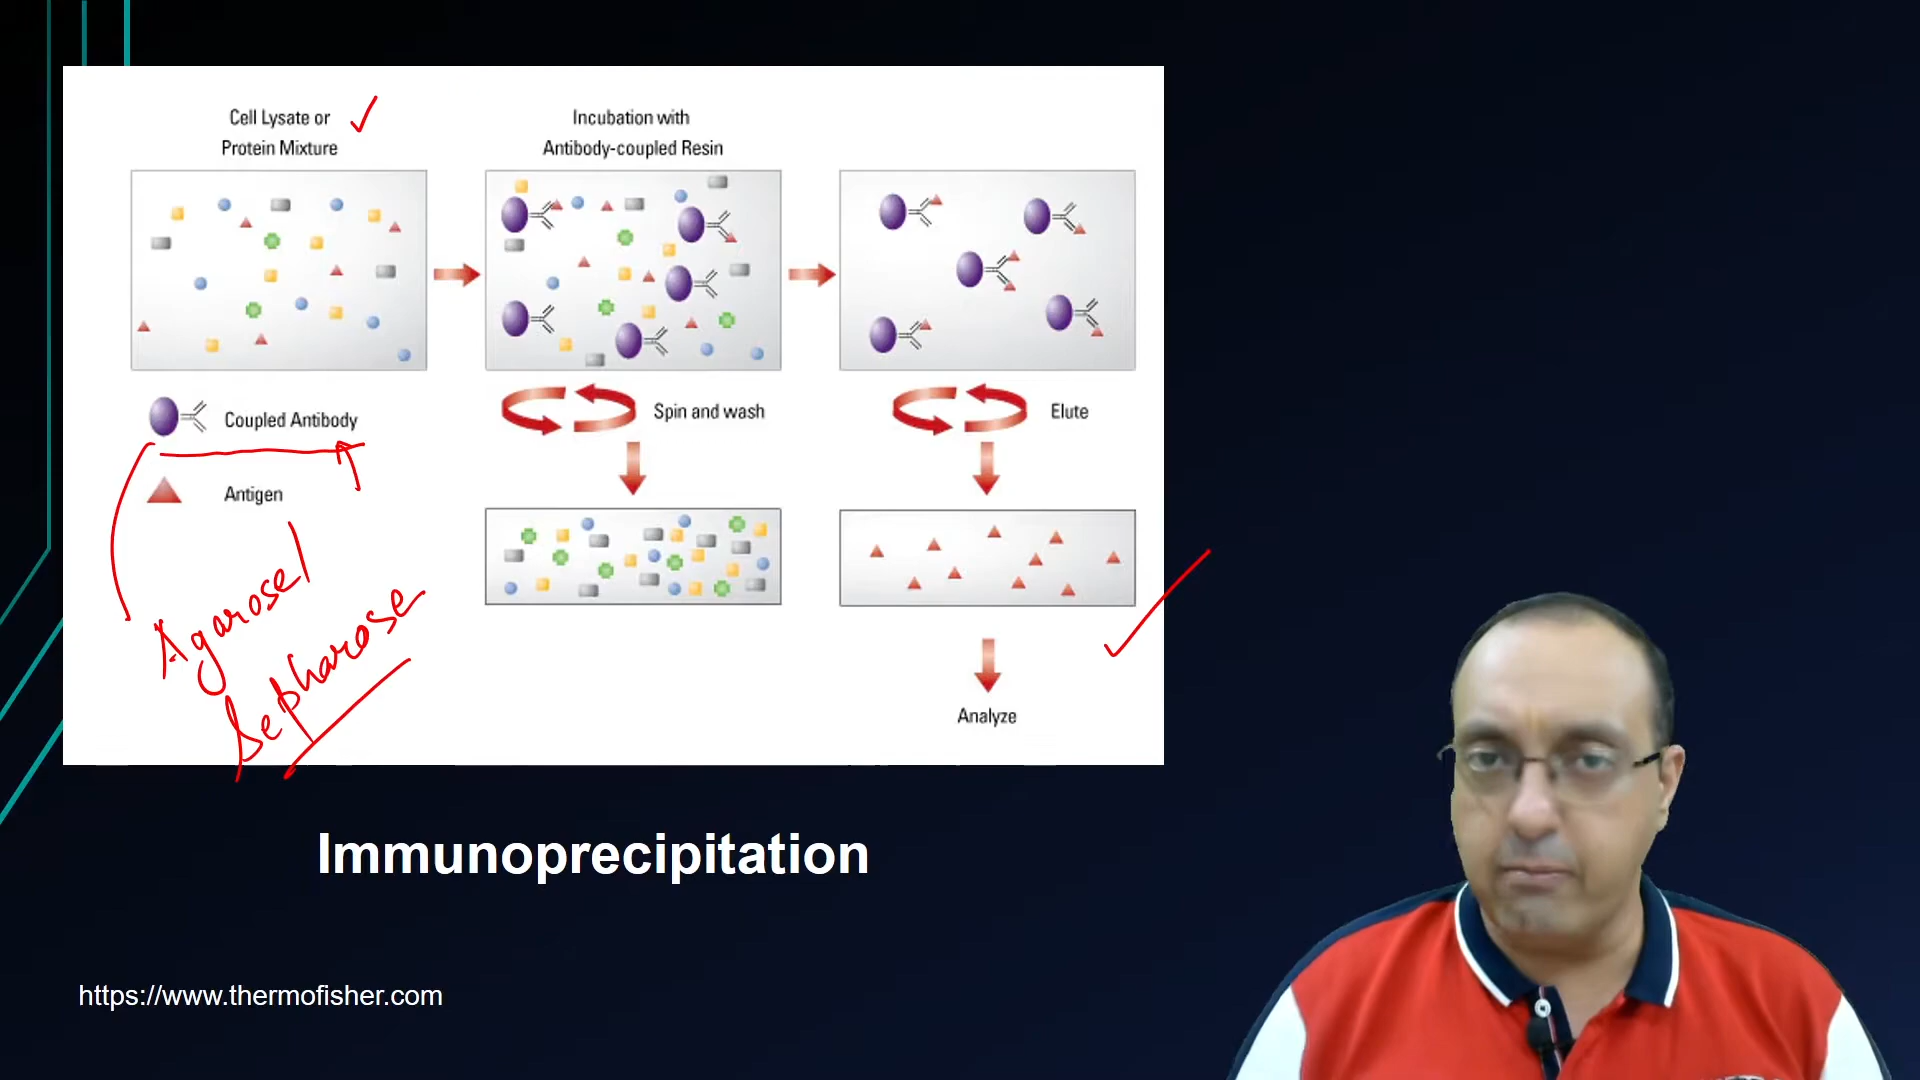 Cell Lysate or
Protein Mixture
Incubation with
Antibody-coupled Resin
Coupled Antibody
Spin and wash
Elute
Antigen
Agarose/
Sepharose
Analyze
Immunoprecipitation
https://www.thermofisher.com